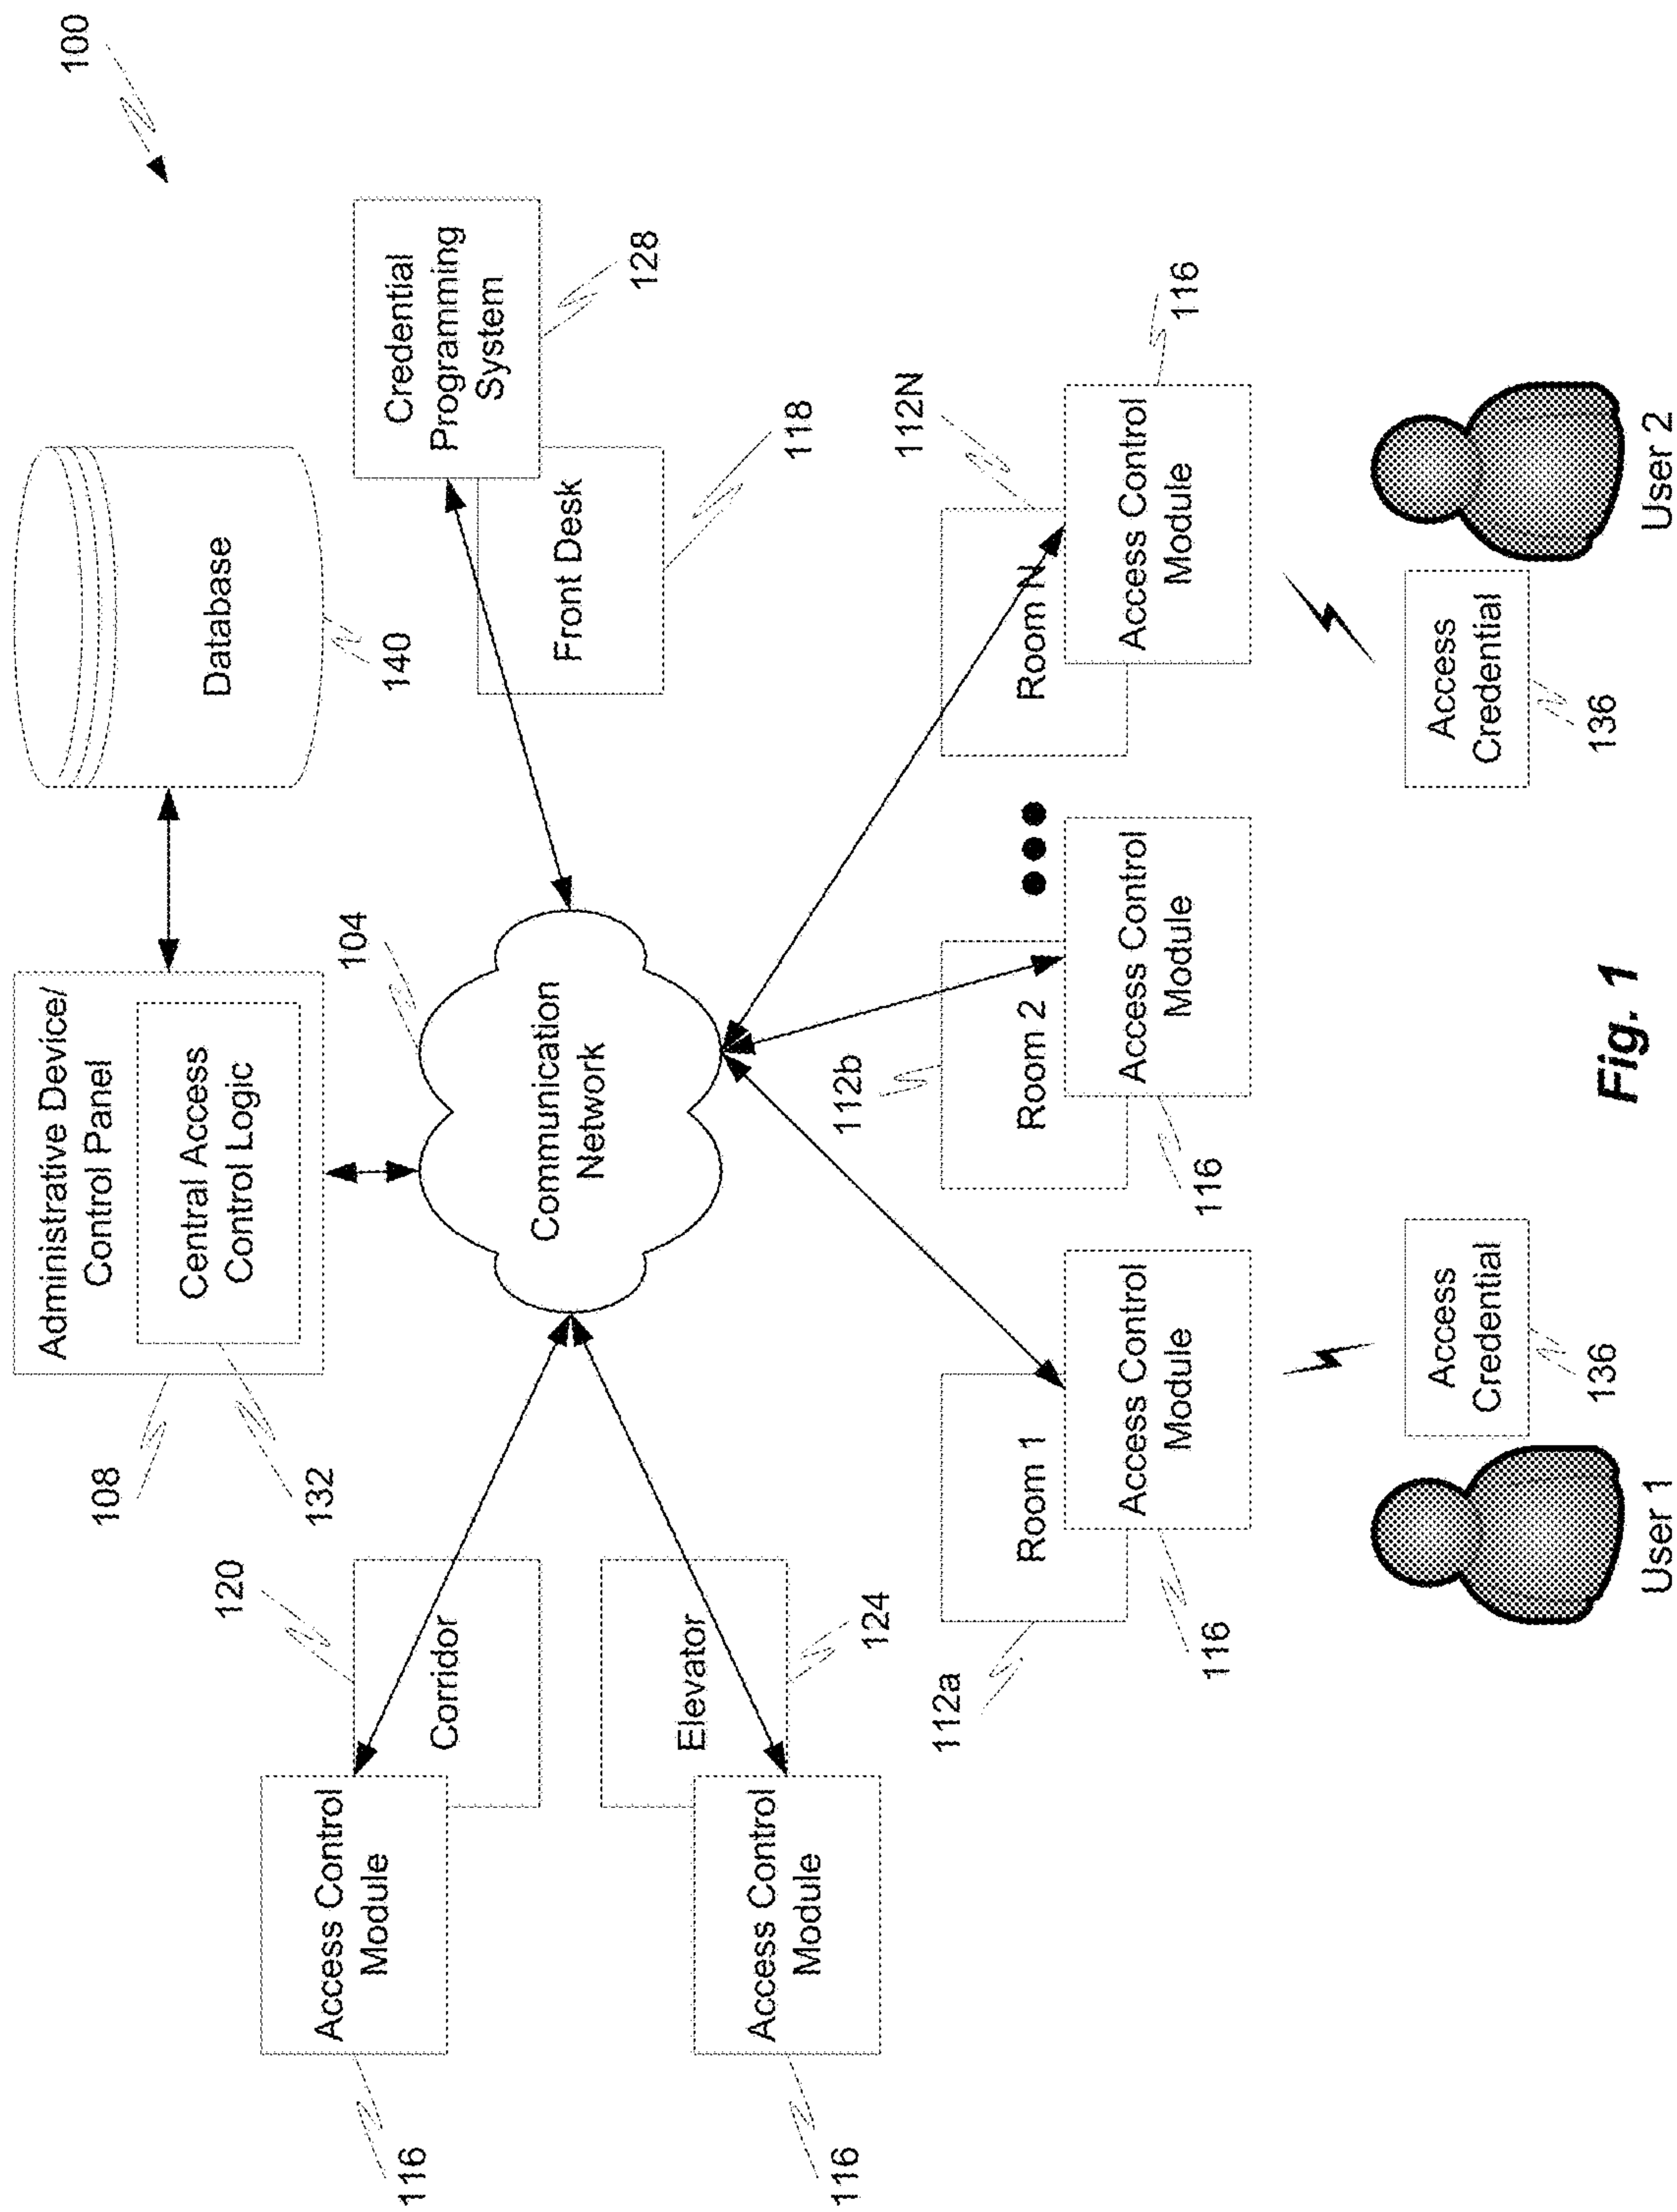 100
Administrative Device/
Control Panel
Central Access
Control Logic
108
132
Database
140
104
Communication
Network
Credential
Programming
System
128
Front Desk
118
120
Corridor
Access Control
Module
116
Elevator
124
Access Control
Module
116
112a
Room 1
Access Control
Module
116
112b
Room 2
Access Control
Module
116
112N
Room N
Access Control
Module
116
User 1
Access
Credential
136
Access
Credential
136
User 2
Fig. 1